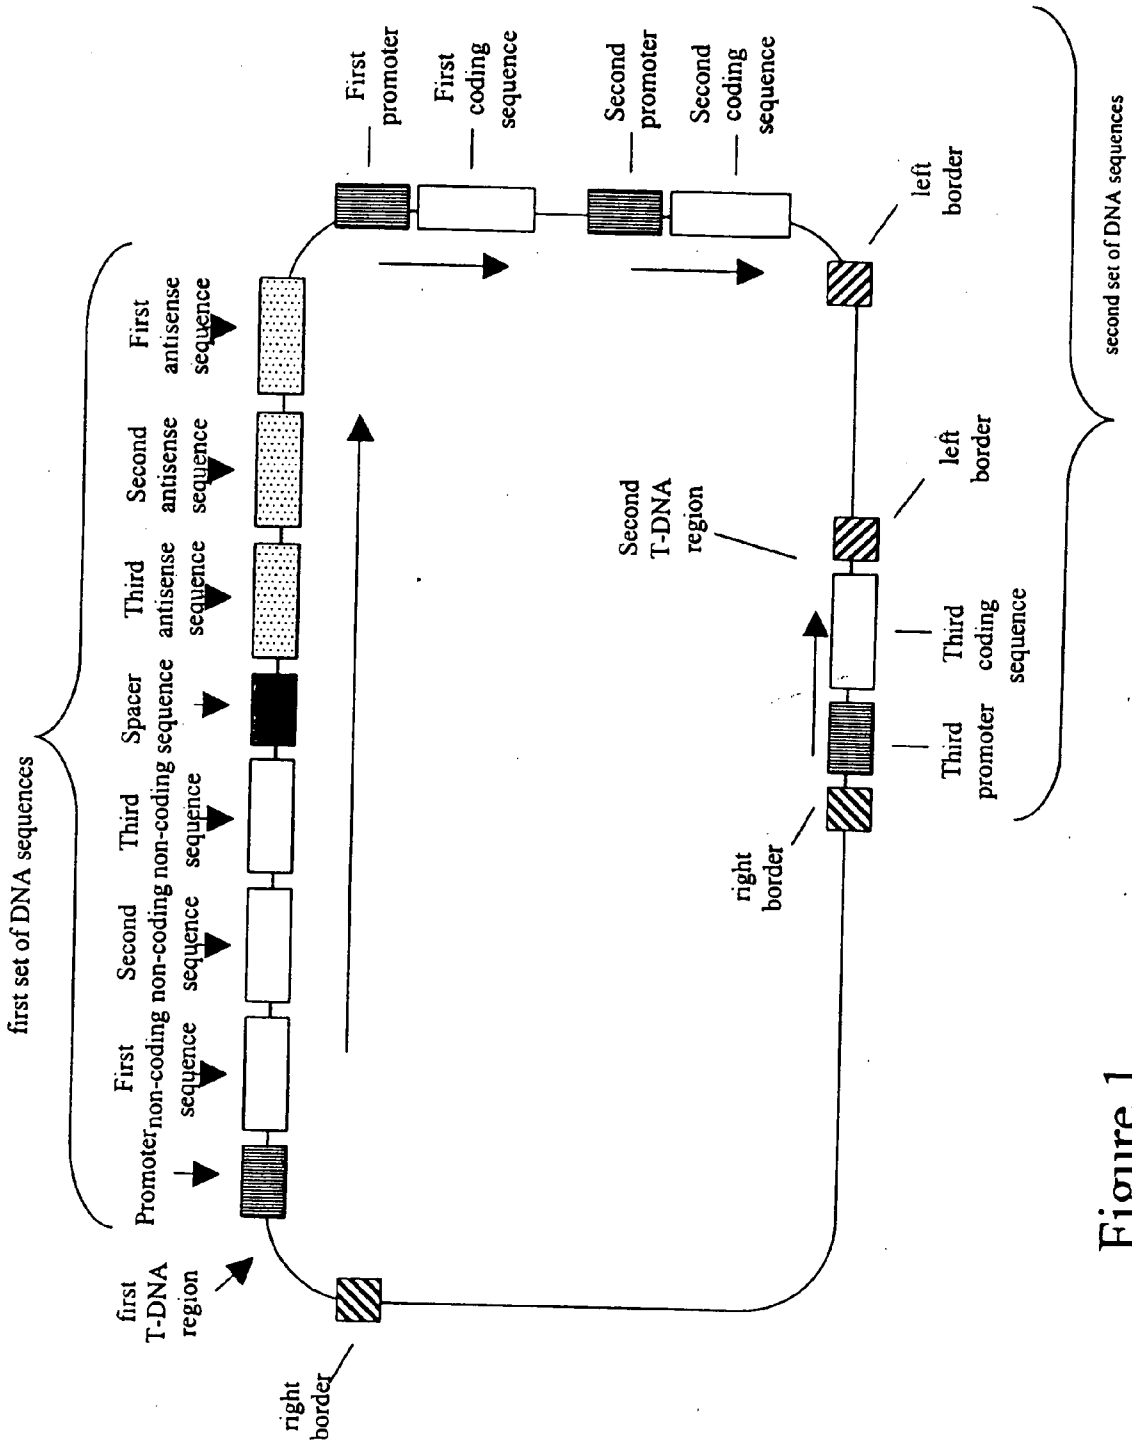 first set of DNA sequences
first
T-DNA
region
Promoter
First
non-coding
sequence
Second
non-coding
sequence
Third
non-coding
sequence
Spacer
sequence
Third
antisense
sequence
Second
antisense
sequence
First
antisense
sequence
right
border
First
promoter
First
coding
sequence
Second
promoter
Second
coding
sequence
left
border
Second
T-DNA
region
left
border
right
border
Third
promoter
Third
coding
sequence
second set of DNA sequences
Figure 1